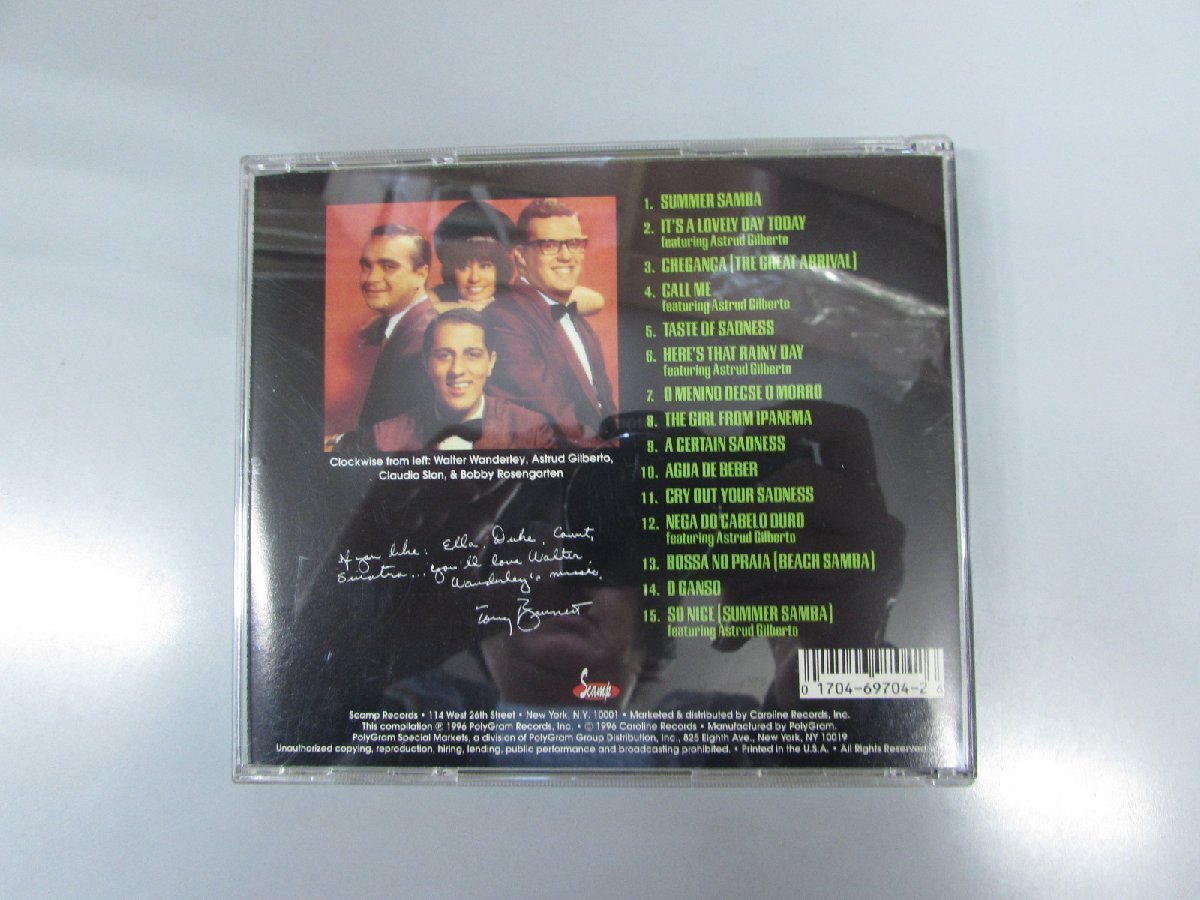 1. SUMMER SAMBA
2. IT'S A LOVELY DAY TODAY
featuring Astrud Gilberto
3. CHEGANÇA [THE GREAT ARRIVAL]
4. CALL ME
featuring Astrud Gilberto
5. TASTE OF SADNESS
6. HERE'S THAT RAINY DAY
featuring Astrud Gilberto
7. O MENINO DECSE O MORRO
8. THE GIRL FROM IPANEMA
9. A CERTAIN SADNESS
10. AGUA DE BEBER
11. CRY OUT YOUR SADNESS
12. NEGA DO CABELO DURO
featuring Astrud Gilberto
13. BOSSA NO PRAIA [BEACH SAMBA]
14. O GANSO
15. SO NICE [SUMMER SAMBA]
featuring Astrud Gilberto
Clockwise from left: Walter Wanderley, Astrud Gilberto,
Claudia Slon, & Bobby Rosengarten
If you like: Ella, Duke, Count,
Sinatra... you'll love Walter
Wanderley's music.
Tony Bennett
Scamp
0 1704-69704-2 6
Scamp Records • 114 West 26th Street • New York, N.Y. 10001 • Marketed & distributed by Caroline Records, Inc.
This compilation ℗ 1996 PolyGram Records, Inc. • © 1996 Caroline Records • Manufactured by PolyGram.
PolyGram Special Markets, a division of PolyGram Group Distribution, Inc., 825 Eighth Ave., New York, NY 10019
Unauthorized copying, reproduction, hiring, lending, public performance and broadcasting prohibited. • Printed in the U.S.A. • All Rights Reserved